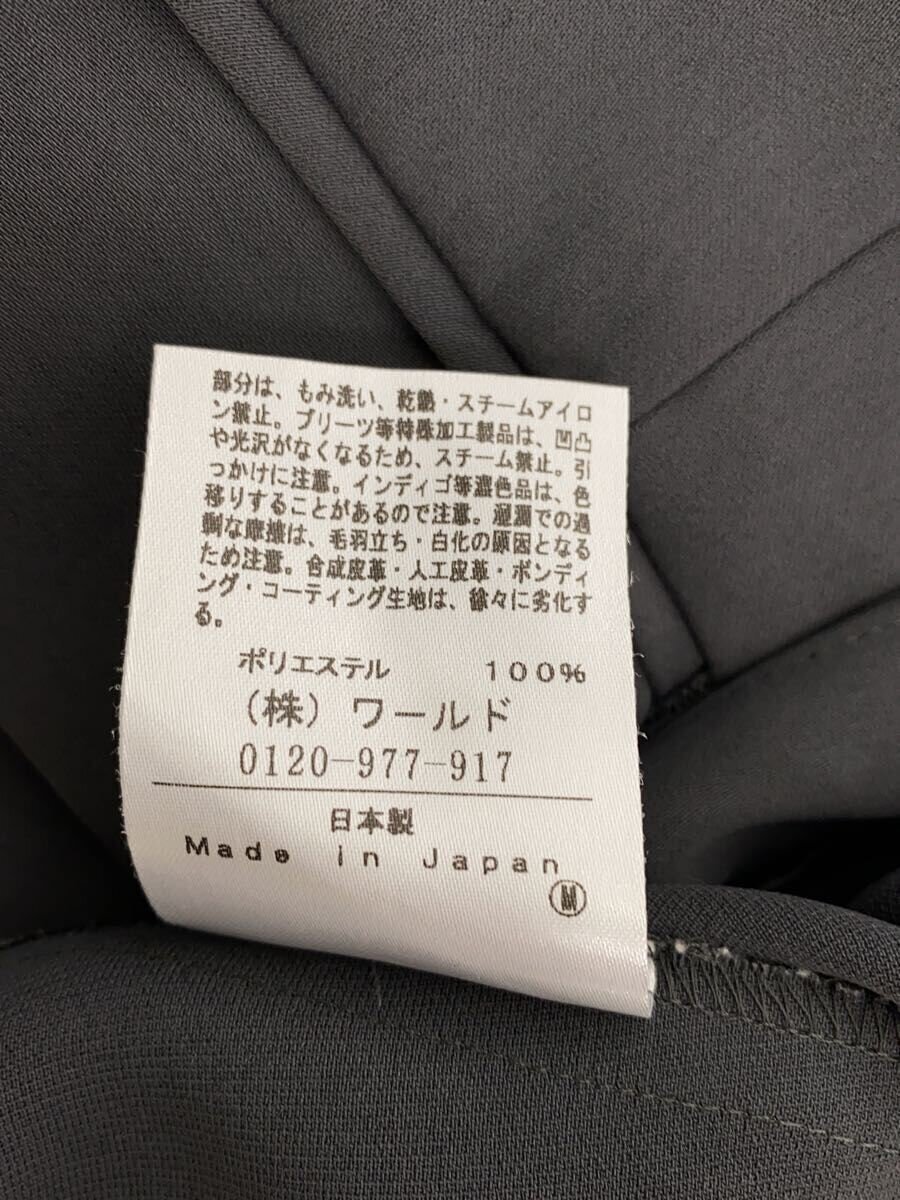 部分は、もみ洗い、乾熱・スチームアイロ
ン禁止。プリーツ等特殊加工製品は、凹凸
や光沢がなくなるため、スチーム禁止。引
っかけに注意。インディゴ等濃色品は、色
移りすることがあるので注意。湿潤での過
剰な摩擦は、毛羽立ち・白化の原因となる
ため注意。合成皮革・人工皮革・ボンディ
ング・コーティング生地は、徐々に劣化す
る。
ポリエステル 100%
(株) ワールド
0120-977-917
日本製
Made in Japan
Ⓜ